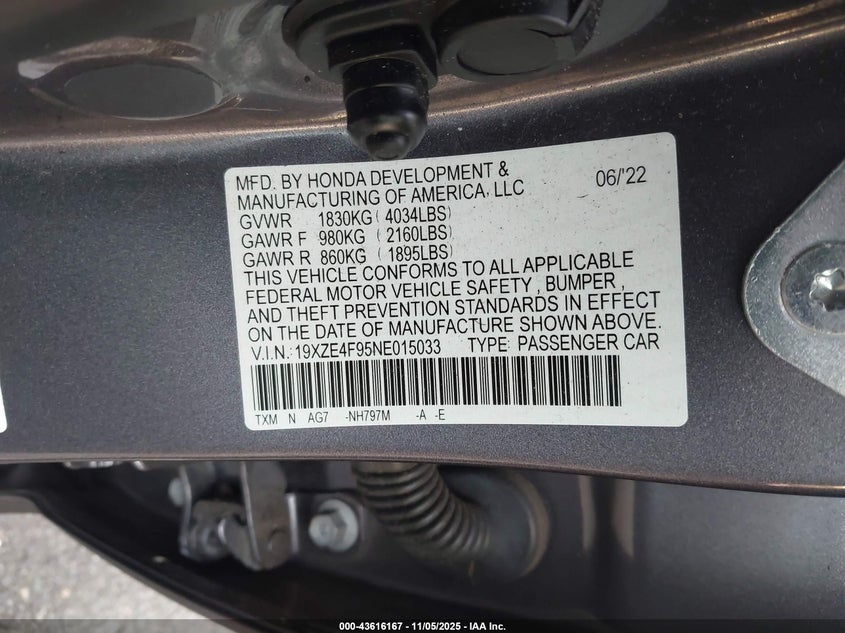 MFD. BY HONDA DEVELOPMENT & 06/'22
MANUFACTURING OF AMERICA, LLC
GVWR 1830KG ( 4034LBS)
GAWR F 980KG ( 2160LBS)
GAWR R 860KG ( 1895LBS)
THIS VEHICLE CONFORMS TO ALL APPLICABLE
FEDERAL MOTOR VEHICLE SAFETY, BUMPER,
AND THEFT PREVENTION STANDARDS IN EFFECT
ON THE DATE OF MANUFACTURE SHOWN ABOVE.
V.I.N.: 19XZE4F95NE015033 TYPE: PASSENGER CAR
TXM N AG7 -NH797M -A -E
000-43616167 - 11/05/2025 - IAA Inc.